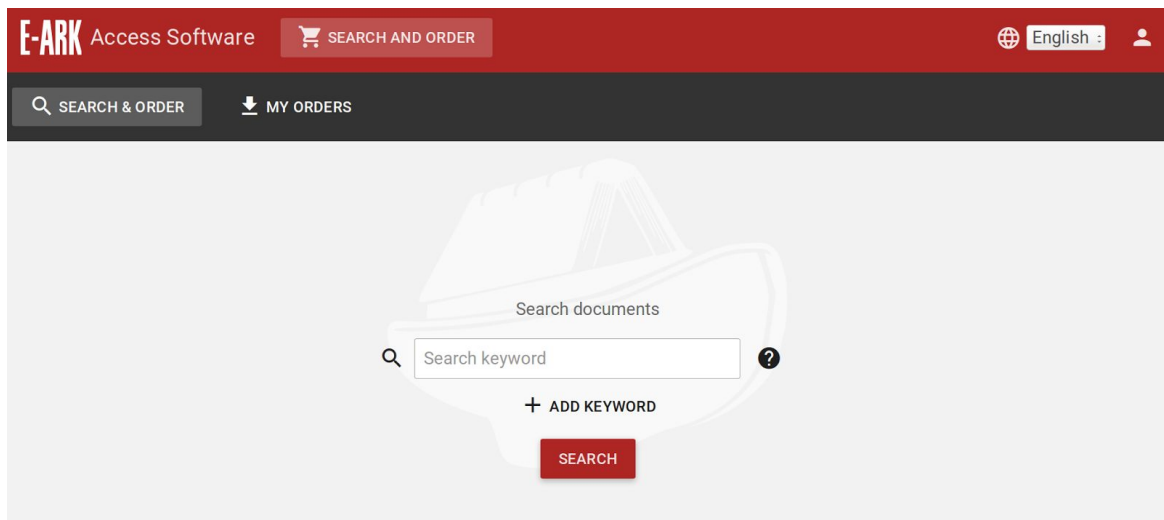 E-ARK Access Software SEARCH AND ORDER English
SEARCH & ORDER MY ORDERS
Search documents
Search keyword
ADD KEYWORD
SEARCH